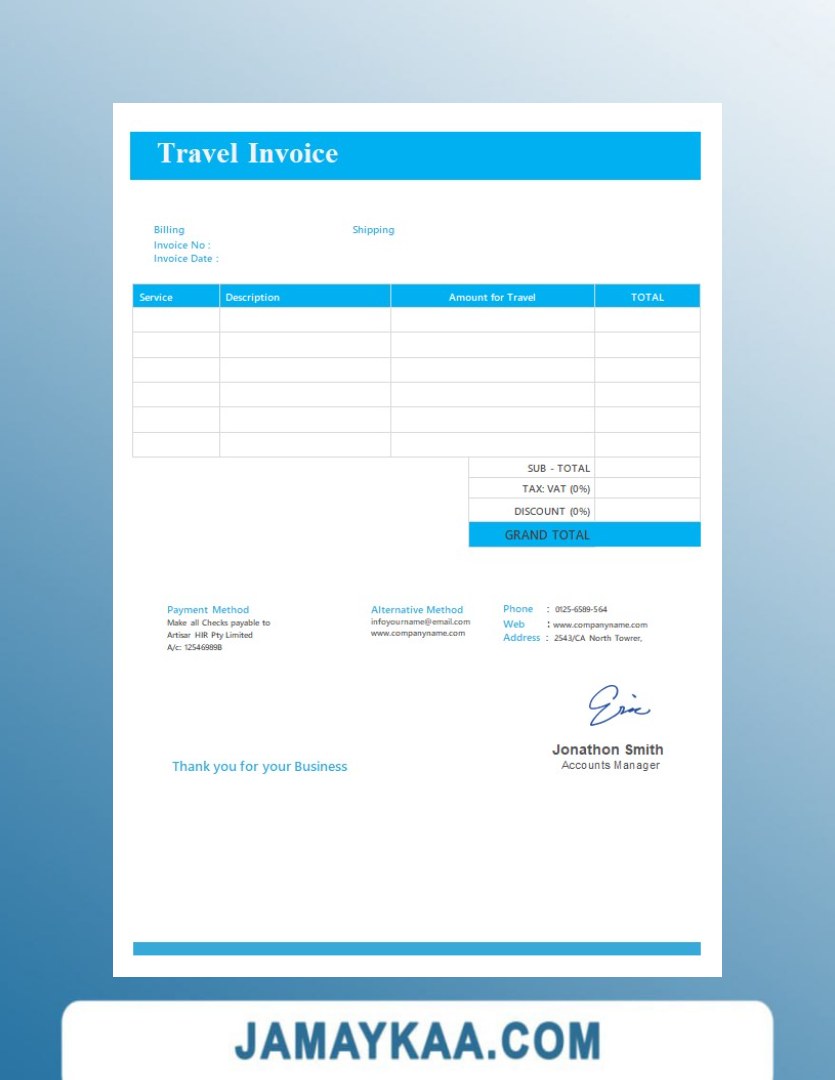 Travel Invoice
Billing
Invoice No :
Invoice Date :
Shipping
Service Description Amount for Travel TOTAL
SUB - TOTAL
TAX: VAT (0%)
DISCOUNT (0%)
GRAND TOTAL
Payment Method
Make all Checks payable to
Artisar HIR Pty Limited
A/c: 125469898
Alternative Method
infoyourname@email.com
www.companyname.com
Phone : 0125-6589-564
Web : www.companyname.com
Address : 2543/CA North Towrer,
Eric
Jonathon Smith
Accounts Manager
Thank you for your Business
JAMAYKAA.COM